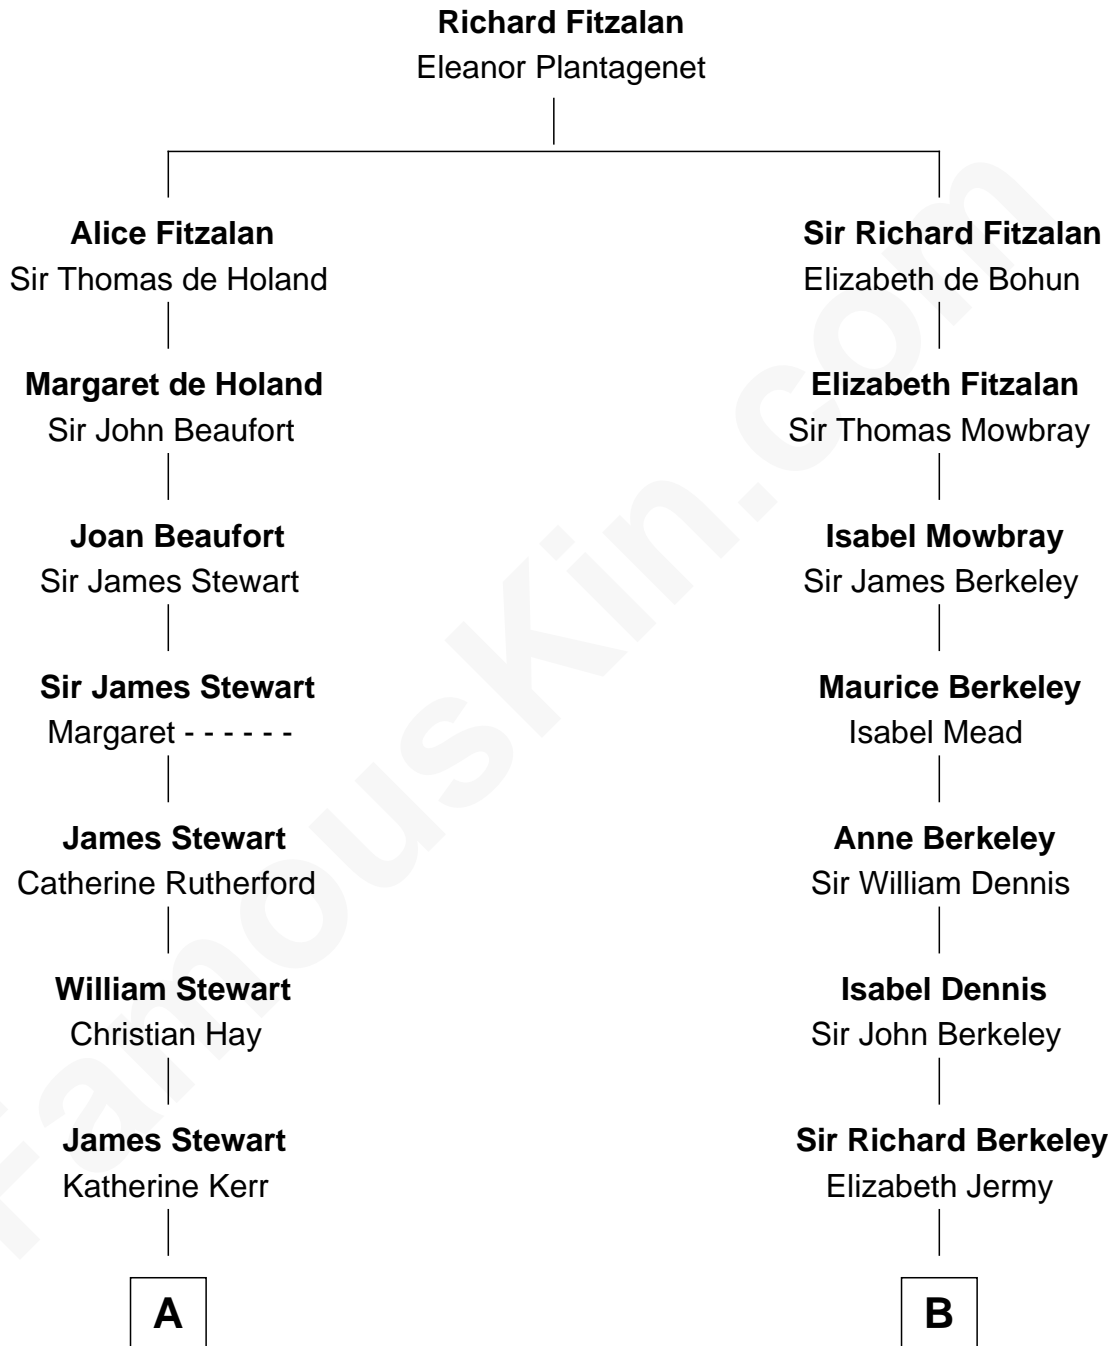 Richard Fitzalan
Eleanor Plantagenet
Alice Fitzalan
Sir Thomas de Holand
Margaret de Holand
Sir John Beaufort
Joan Beaufort
Sir James Stewart
Sir James Stewart
Margaret - - - - - -
James Stewart
Catherine Rutherford
William Stewart
Christian Hay
James Stewart
Katherine Kerr
A
Sir Richard Fitzalan
Elizabeth de Bohun
Elizabeth Fitzalan
Sir Thomas Mowbray
Isabel Mowbray
Sir James Berkeley
Maurice Berkeley
Isabel Mead
Anne Berkeley
Sir William Dennis
Isabel Dennis
Sir John Berkeley
Sir Richard Berkeley
Elizabeth Jermy
B
FamousKin.com